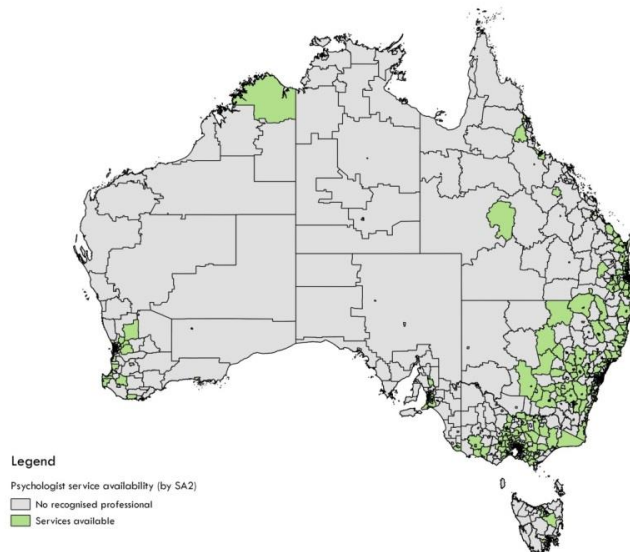 Legend
Psychologist service availability (by SA2)
No recognised professional
Services available